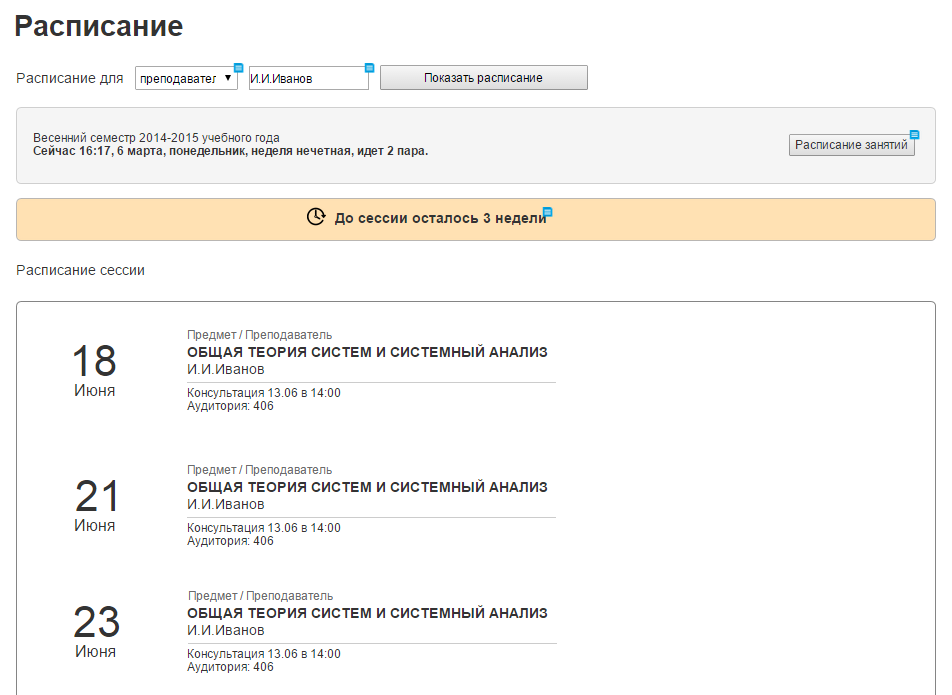 Расписание
Расписание для преподавател И.И.Иванов Показать расписание
Весенний семестр 2014-2015 учебного года
Сейчас 16:17, 6 марта, понедельник, неделя нечетная, идет 2 пара.
Расписание занятий
До сессии осталось 3 недели
Расписание сессии
18
Июня
Предмет / Преподаватель
ОБЩАЯ ТЕОРИЯ СИСТЕМ И СИСТЕМНЫЙ АНАЛИЗ
И.И.Иванов
Консультация 13.06 в 14:00
Аудитория: 406
21
Июня
Предмет / Преподаватель
ОБЩАЯ ТЕОРИЯ СИСТЕМ И СИСТЕМНЫЙ АНАЛИЗ
И.И.Иванов
Консультация 13.06 в 14:00
Аудитория: 406
23
Июня
Предмет / Преподаватель
ОБЩАЯ ТЕОРИЯ СИСТЕМ И СИСТЕМНЫЙ АНАЛИЗ
И.И.Иванов
Консультация 13.06 в 14:00
Аудитория: 406